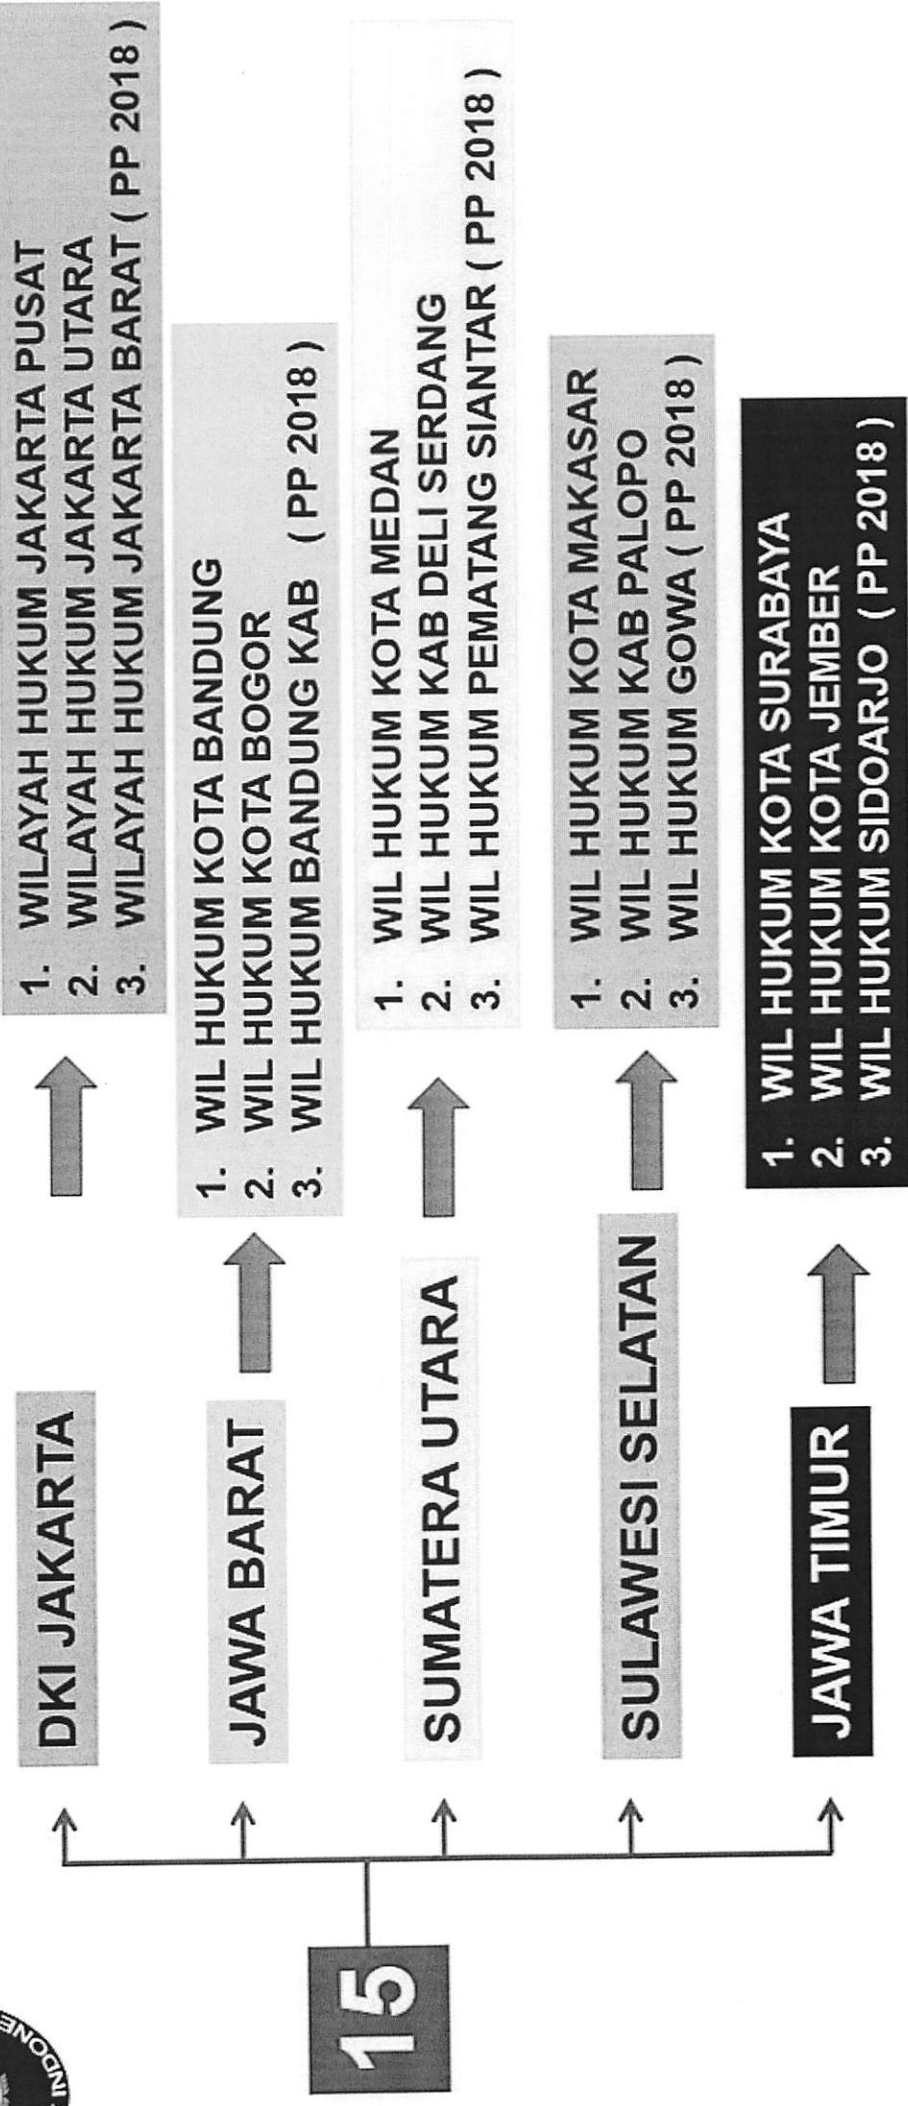 INDONE
15
DKI JAKARTA
1. WILAYAH HUKUM JAKARTA PUSAT
2. WILAYAH HUKUM JAKARTA UTARA
3. WILAYAH HUKUM JAKARTA BARAT ( PP 2018 )
JAWA BARAT
1. WIL HUKUM KOTA BANDUNG
2. WIL HUKUM KOTA BOGOR
3. WIL HUKUM BANDUNG KAB ( PP 2018 )
SUMATERA UTARA
1. WIL HUKUM KOTA MEDAN
2. WIL HUKUM KAB DELI SERDANG
3. WIL HUKUM PEMATANG SIANTAR ( PP 2018 )
SULAWESI SELATAN
1. WIL HUKUM KOTA MAKASAR
2. WIL HUKUM KAB PALOPO
3. WIL HUKUM GOWA ( PP 2018 )
JAWA TIMUR
1. WIL HUKUM KOTA SURABAYA
2. WIL HUKUM KOTA JEMBER
3. WIL HUKUM SIDOARJO ( PP 2018 )